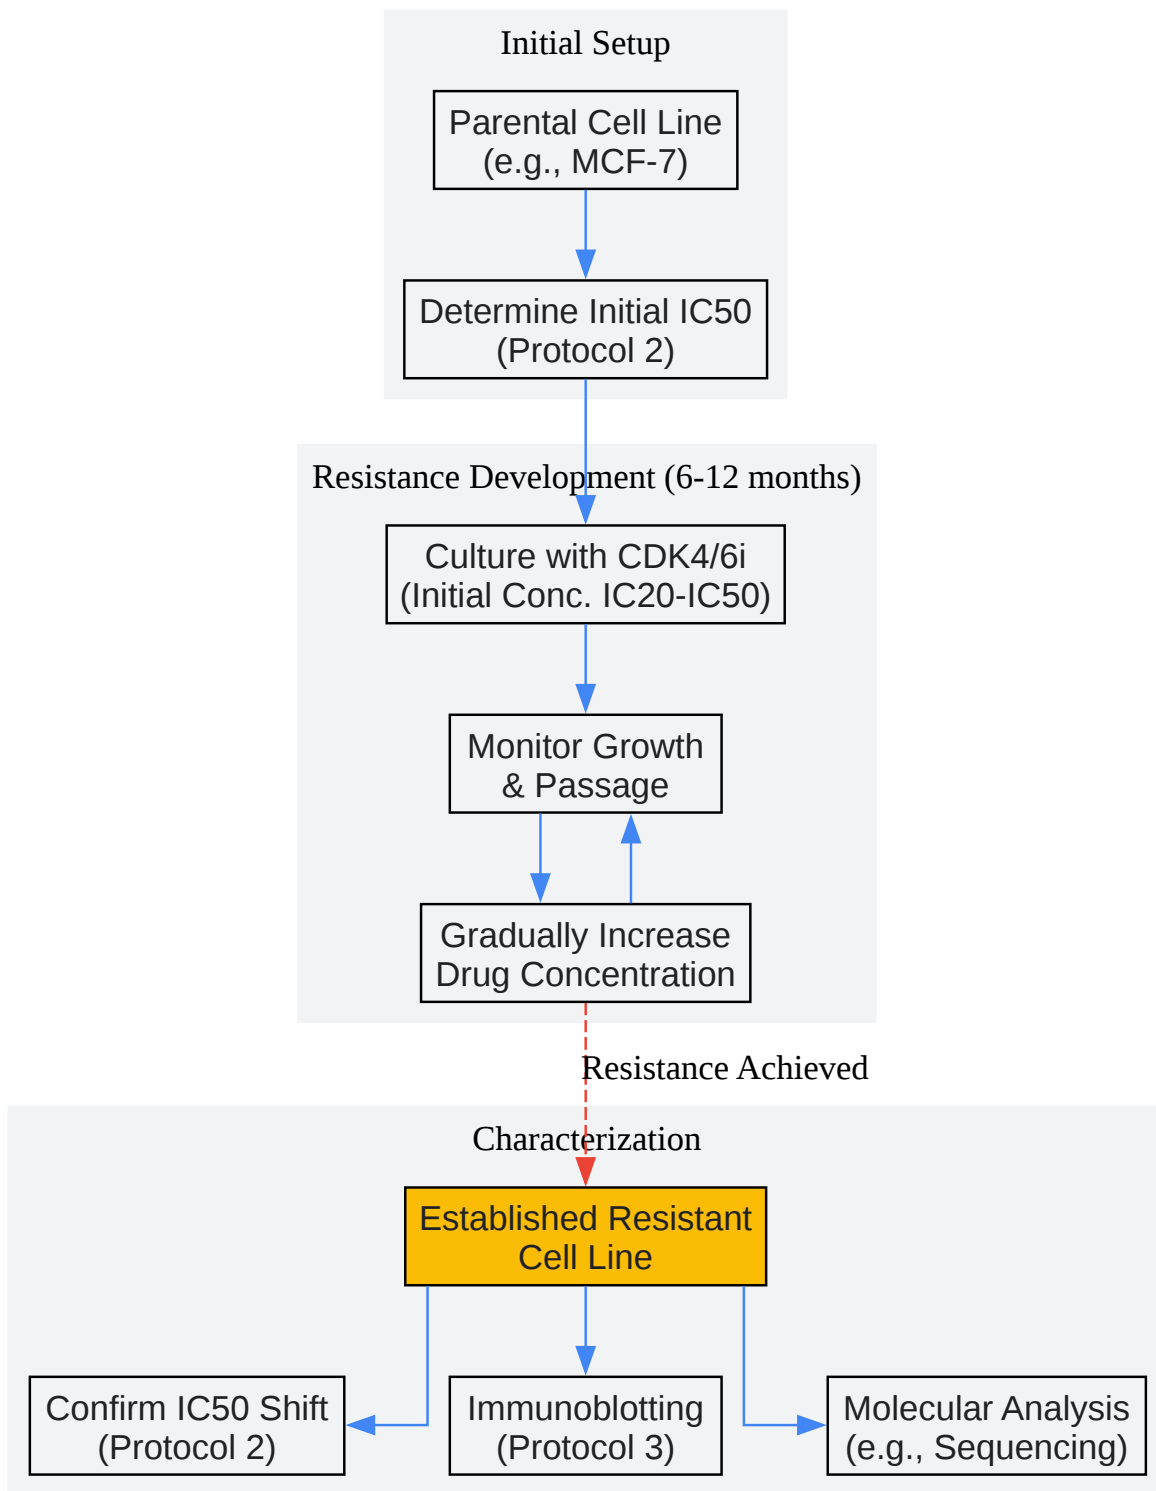 Initial Setup
Parental Cell Line
(e.g., MCF-7)
Determine Initial IC50
(Protocol 2)
Resistance Development (6-12 months)
Culture with CDK4/6i
(Initial Conc. IC20-IC50)
Monitor Growth
& Passage
Gradually Increase
Drug Concentration
Resistance Achieved
Characterization
Established Resistant
Cell Line
Confirm IC50 Shift
(Protocol 2)
Immunoblotting
(Protocol 3)
Molecular Analysis
(e.g., Sequencing)